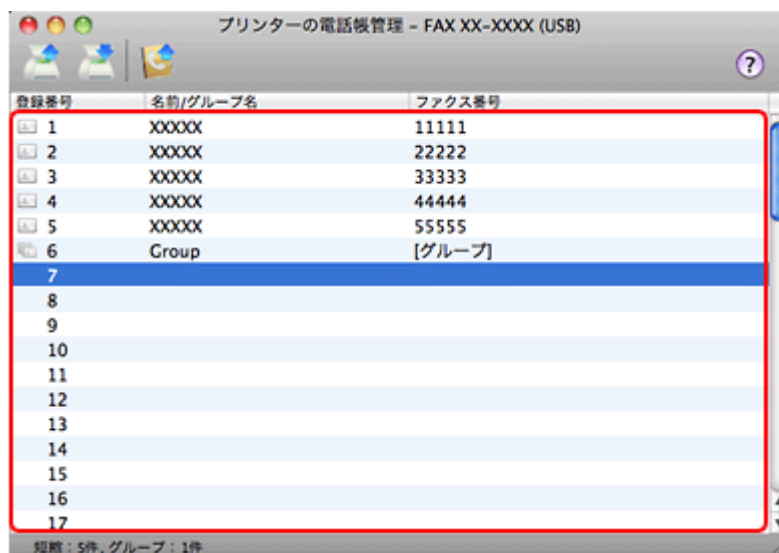 プリンターの電話帳管理 – FAX XX-XXXX (USB)
?
登録番号 名前/グループ名 ファクス番号
1 XXXXX 11111
2 XXXXX 22222
3 XXXXX 33333
4 XXXXX 44444
5 XXXXX 55555
6 Group [グループ]
7
8
9
10
11
12
13
14
15
16
17
短縮：5件, グループ：1件